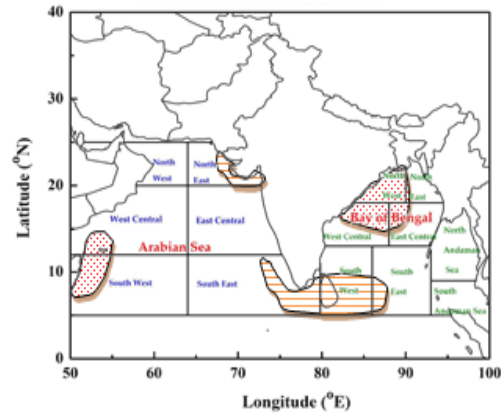 40
30
20
10
0
50
60
70
80
90
100
Latitude (°N)
Longitude (°E)
North
West
North
East
West Central
East Central
Arabian Sea
South West
South East
North
West
North
East
Bay of Bengal
West Central
East Central
South
West
South
East
North
Andaman
Sea
South
Andaman Sea